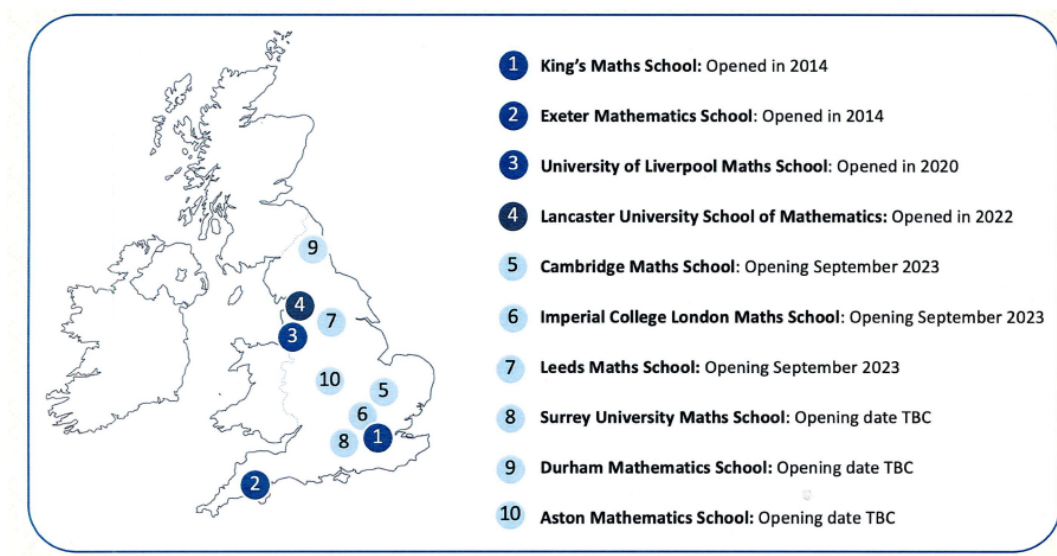 1 King's Maths School: Opened in 2014
2 Exeter Mathematics School: Opened in 2014
3 University of Liverpool Maths School: Opened in 2020
4 Lancaster University School of Mathematics: Opened in 2022
5 Cambridge Maths School: Opening September 2023
6 Imperial College London Maths School: Opening September 2023
7 Leeds Maths School: Opening September 2023
8 Surrey University Maths School: Opening date TBC
9 Durham Mathematics School: Opening date TBC
10 Aston Mathematics School: Opening date TBC
9
4
7
3
10
5
6
8
1
2